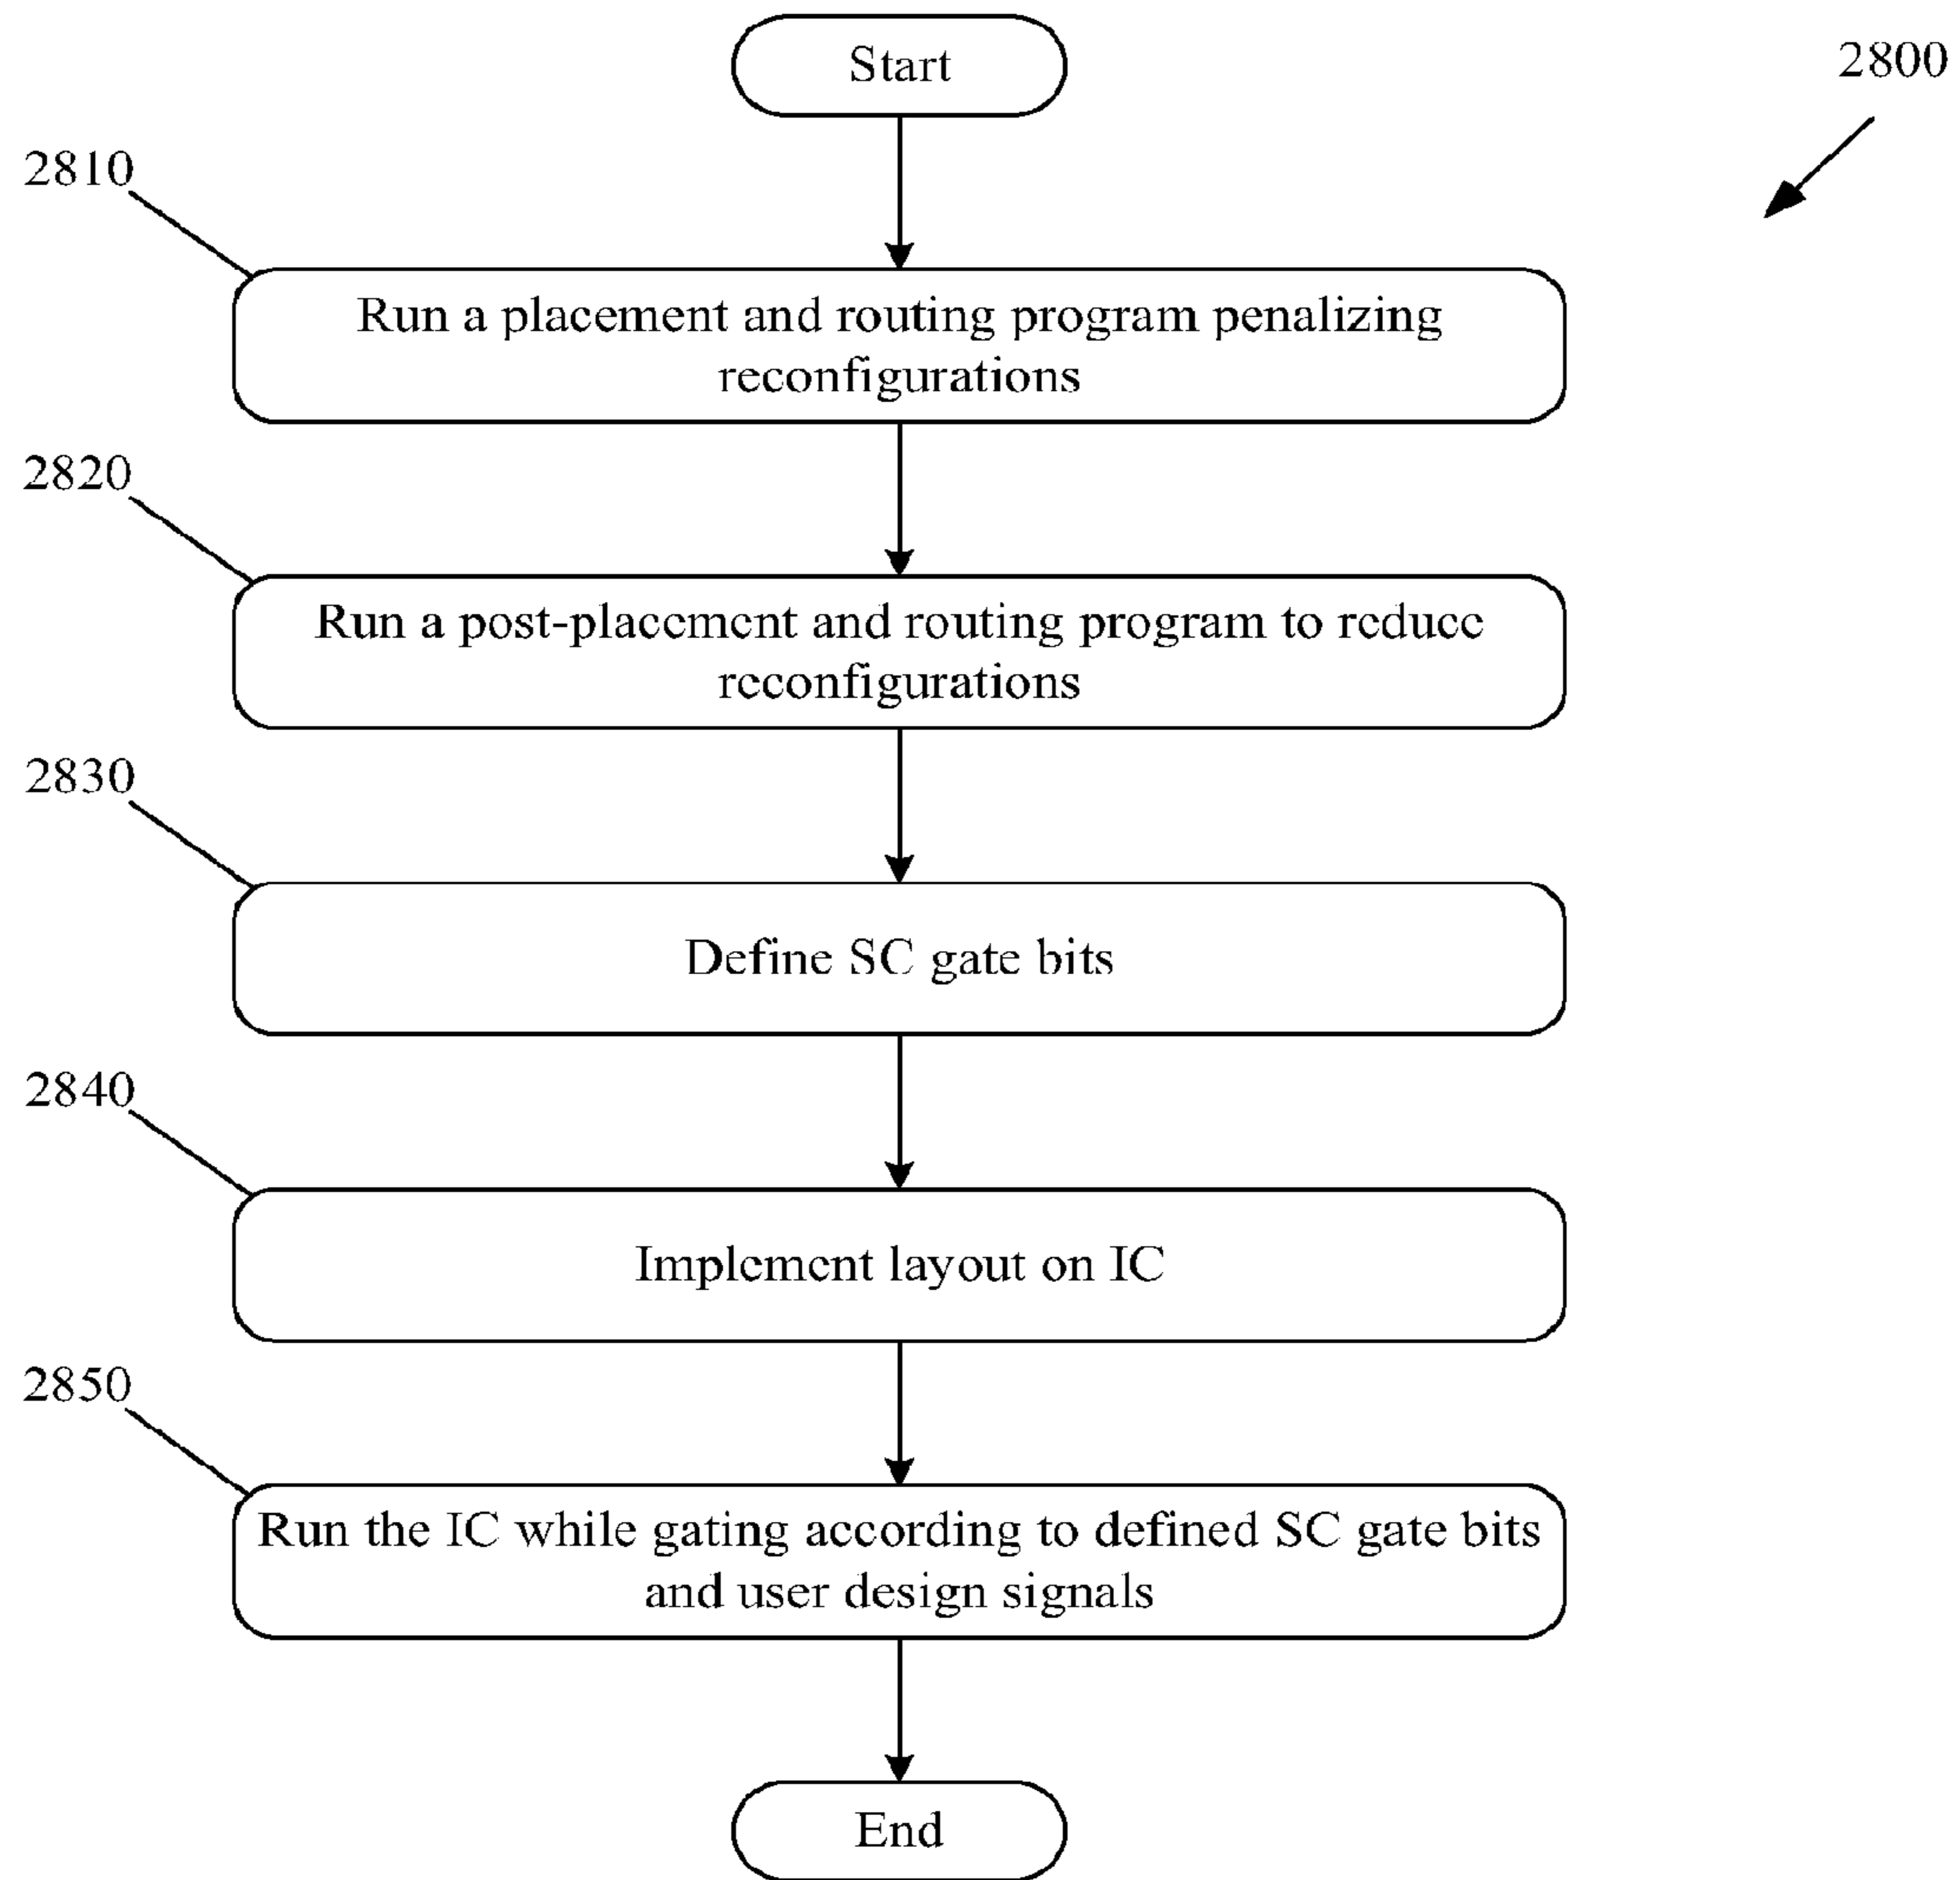 Start
2800
2810
Run a placement and routing program penalizing
reconfigurations
2820
Run a post-placement and routing program to reduce
reconfigurations
2830
Define SC gate bits
2840
Implement layout on IC
2850
Run the IC while gating according to defined SC gate bits
and user design signals
End